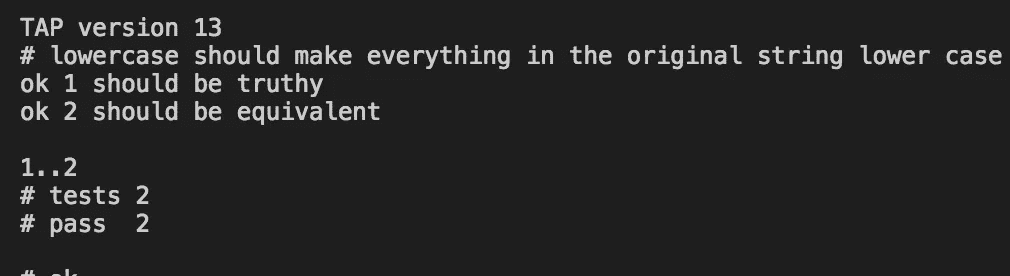 TAP version 13
# lowercase should make everything in the original string lower case
ok 1 should be truthy
ok 2 should be equivalent
1..2
# tests 2
# pass  2
# ok